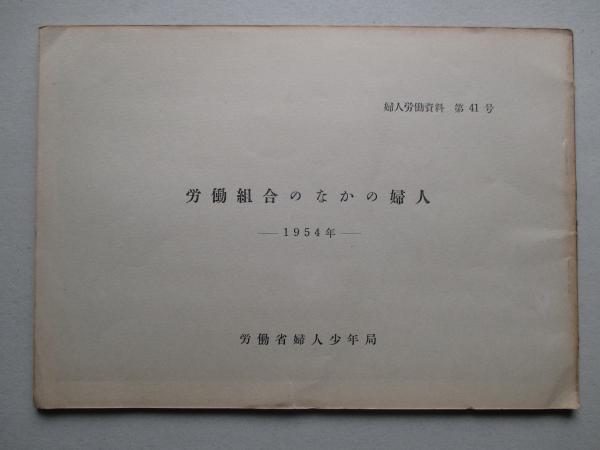 婦人労働資料 第41号
労働組合のなかの婦人
— 1954年 —
労働省婦人少年局